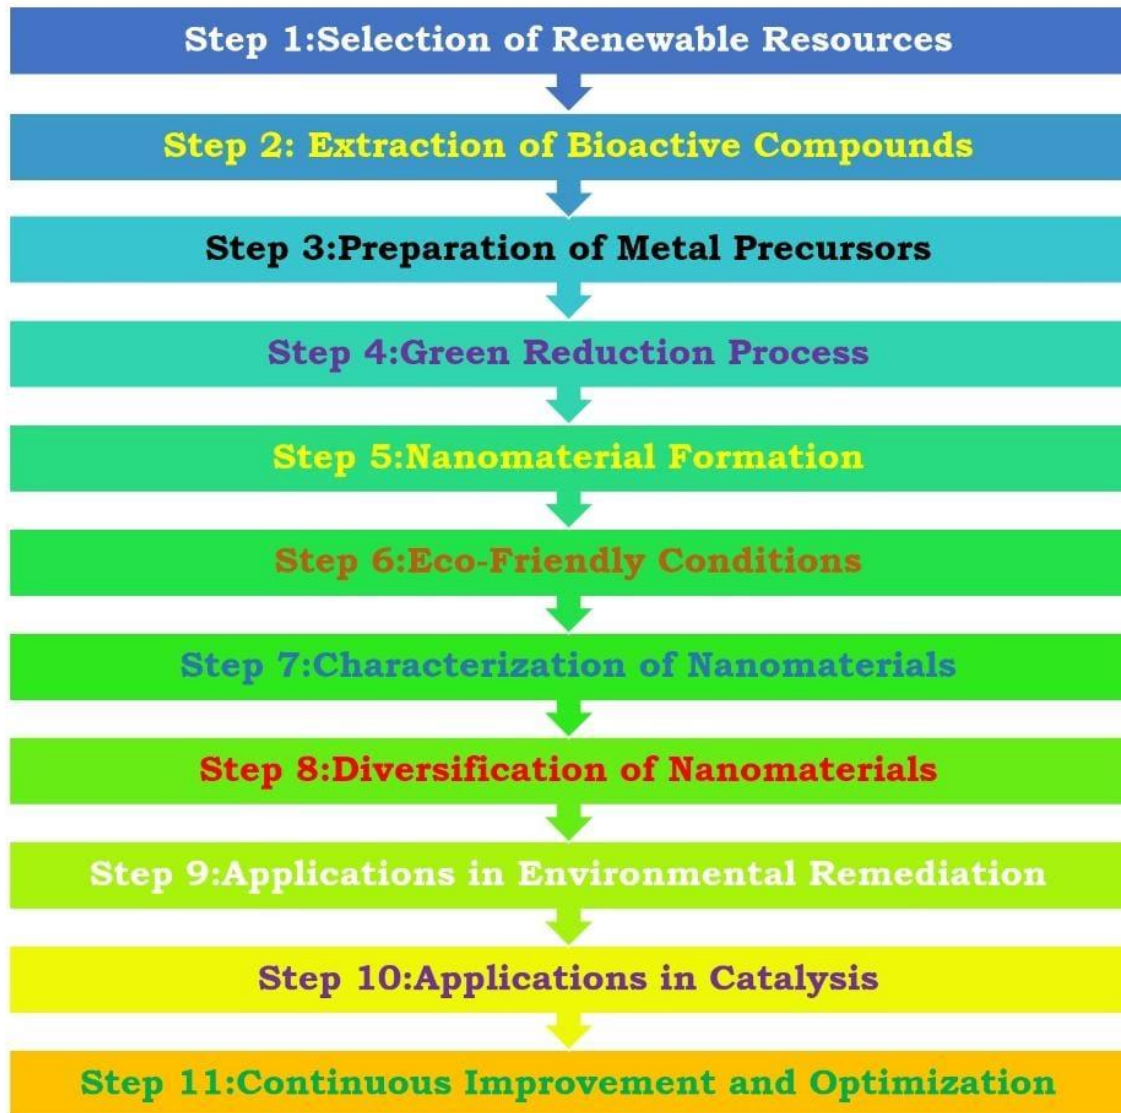 Step 1:Selection of Renewable Resources
Step 2: Extraction of Bioactive Compounds
Step 3:Preparation of Metal Precursors
Step 4:Green Reduction Process
Step 5:Nanomaterial Formation
Step 6:Eco-Friendly Conditions
Step 7:Characterization of Nanomaterials
Step 8:Diversification of Nanomaterials
Step 9:Applications in Environmental Remediation
Step 10:Applications in Catalysis
Step 11:Continuous Improvement and Optimization